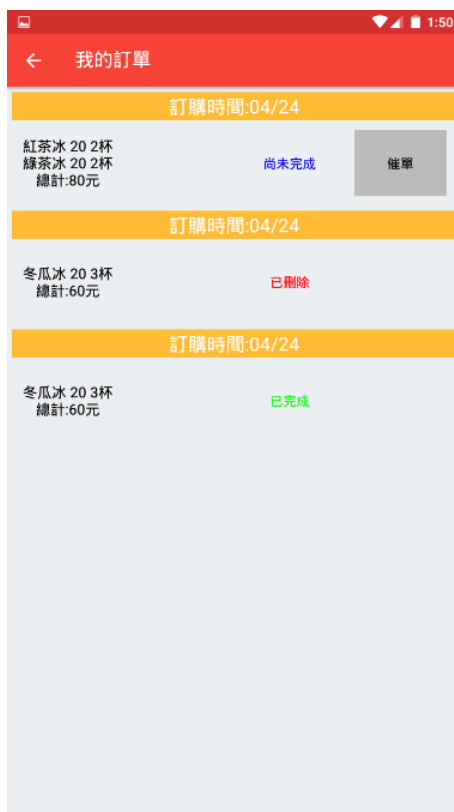 1:50
我的訂單
訂購時間:04/24
紅茶冰 20 2杯
綠茶冰 20 2杯
總計:80元
尚未完成
催單
訂購時間:04/24
冬瓜冰 20 3杯
總計:60元
已刪除
訂購時間:04/24
冬瓜冰 20 3杯
總計:60元
已完成